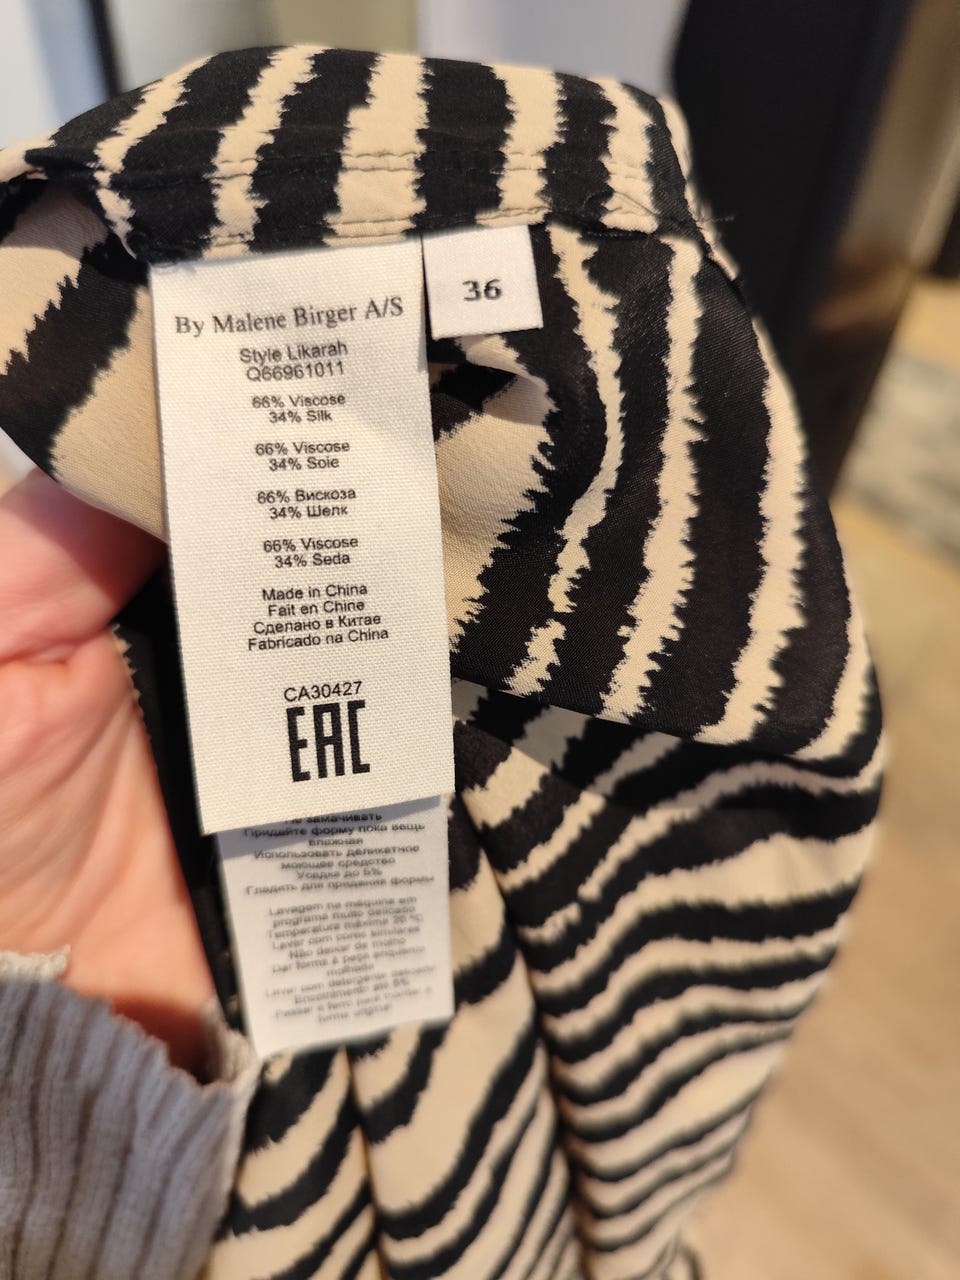 By Malene Birger A/S
36
Style Likarah
Q66961011
66% Viscose
34% Silk
66% Viscose
34% Soie
66% Вискоза
34% Шелк
66% Viscose
34% Seda
Made in China
Fait en Chine
Сделано в Китае
Fabricado na China
CA30427
EAC
Не замачивать
Придайте форму пока вещь
влажная
Использовать деликатное
моющее средство
Усадка до 5%
Гладить для придания формы
Lavagem na máquina em
programa muito delicado
Temperatura máxima 20 °C
Lavar com cores similares
Não deixar de molho
Dar forma à peça enquanto
molhada
Lavar com detergente delicado
Encolhimento até 5%
Passar a ferro para manter a
forma original